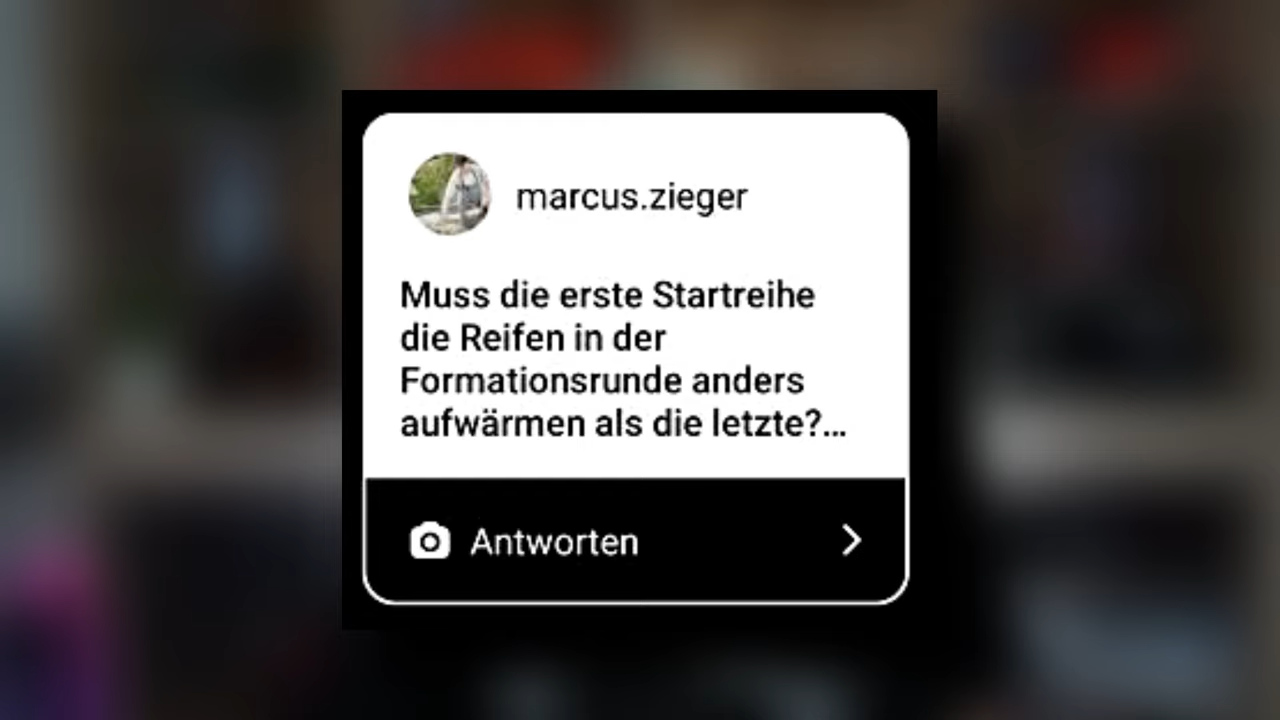 marcus.zieger
Muss die erste Startreihe
die Reifen in der
Formationsrunde anders
aufwärmen als die letzte?...
Antworten